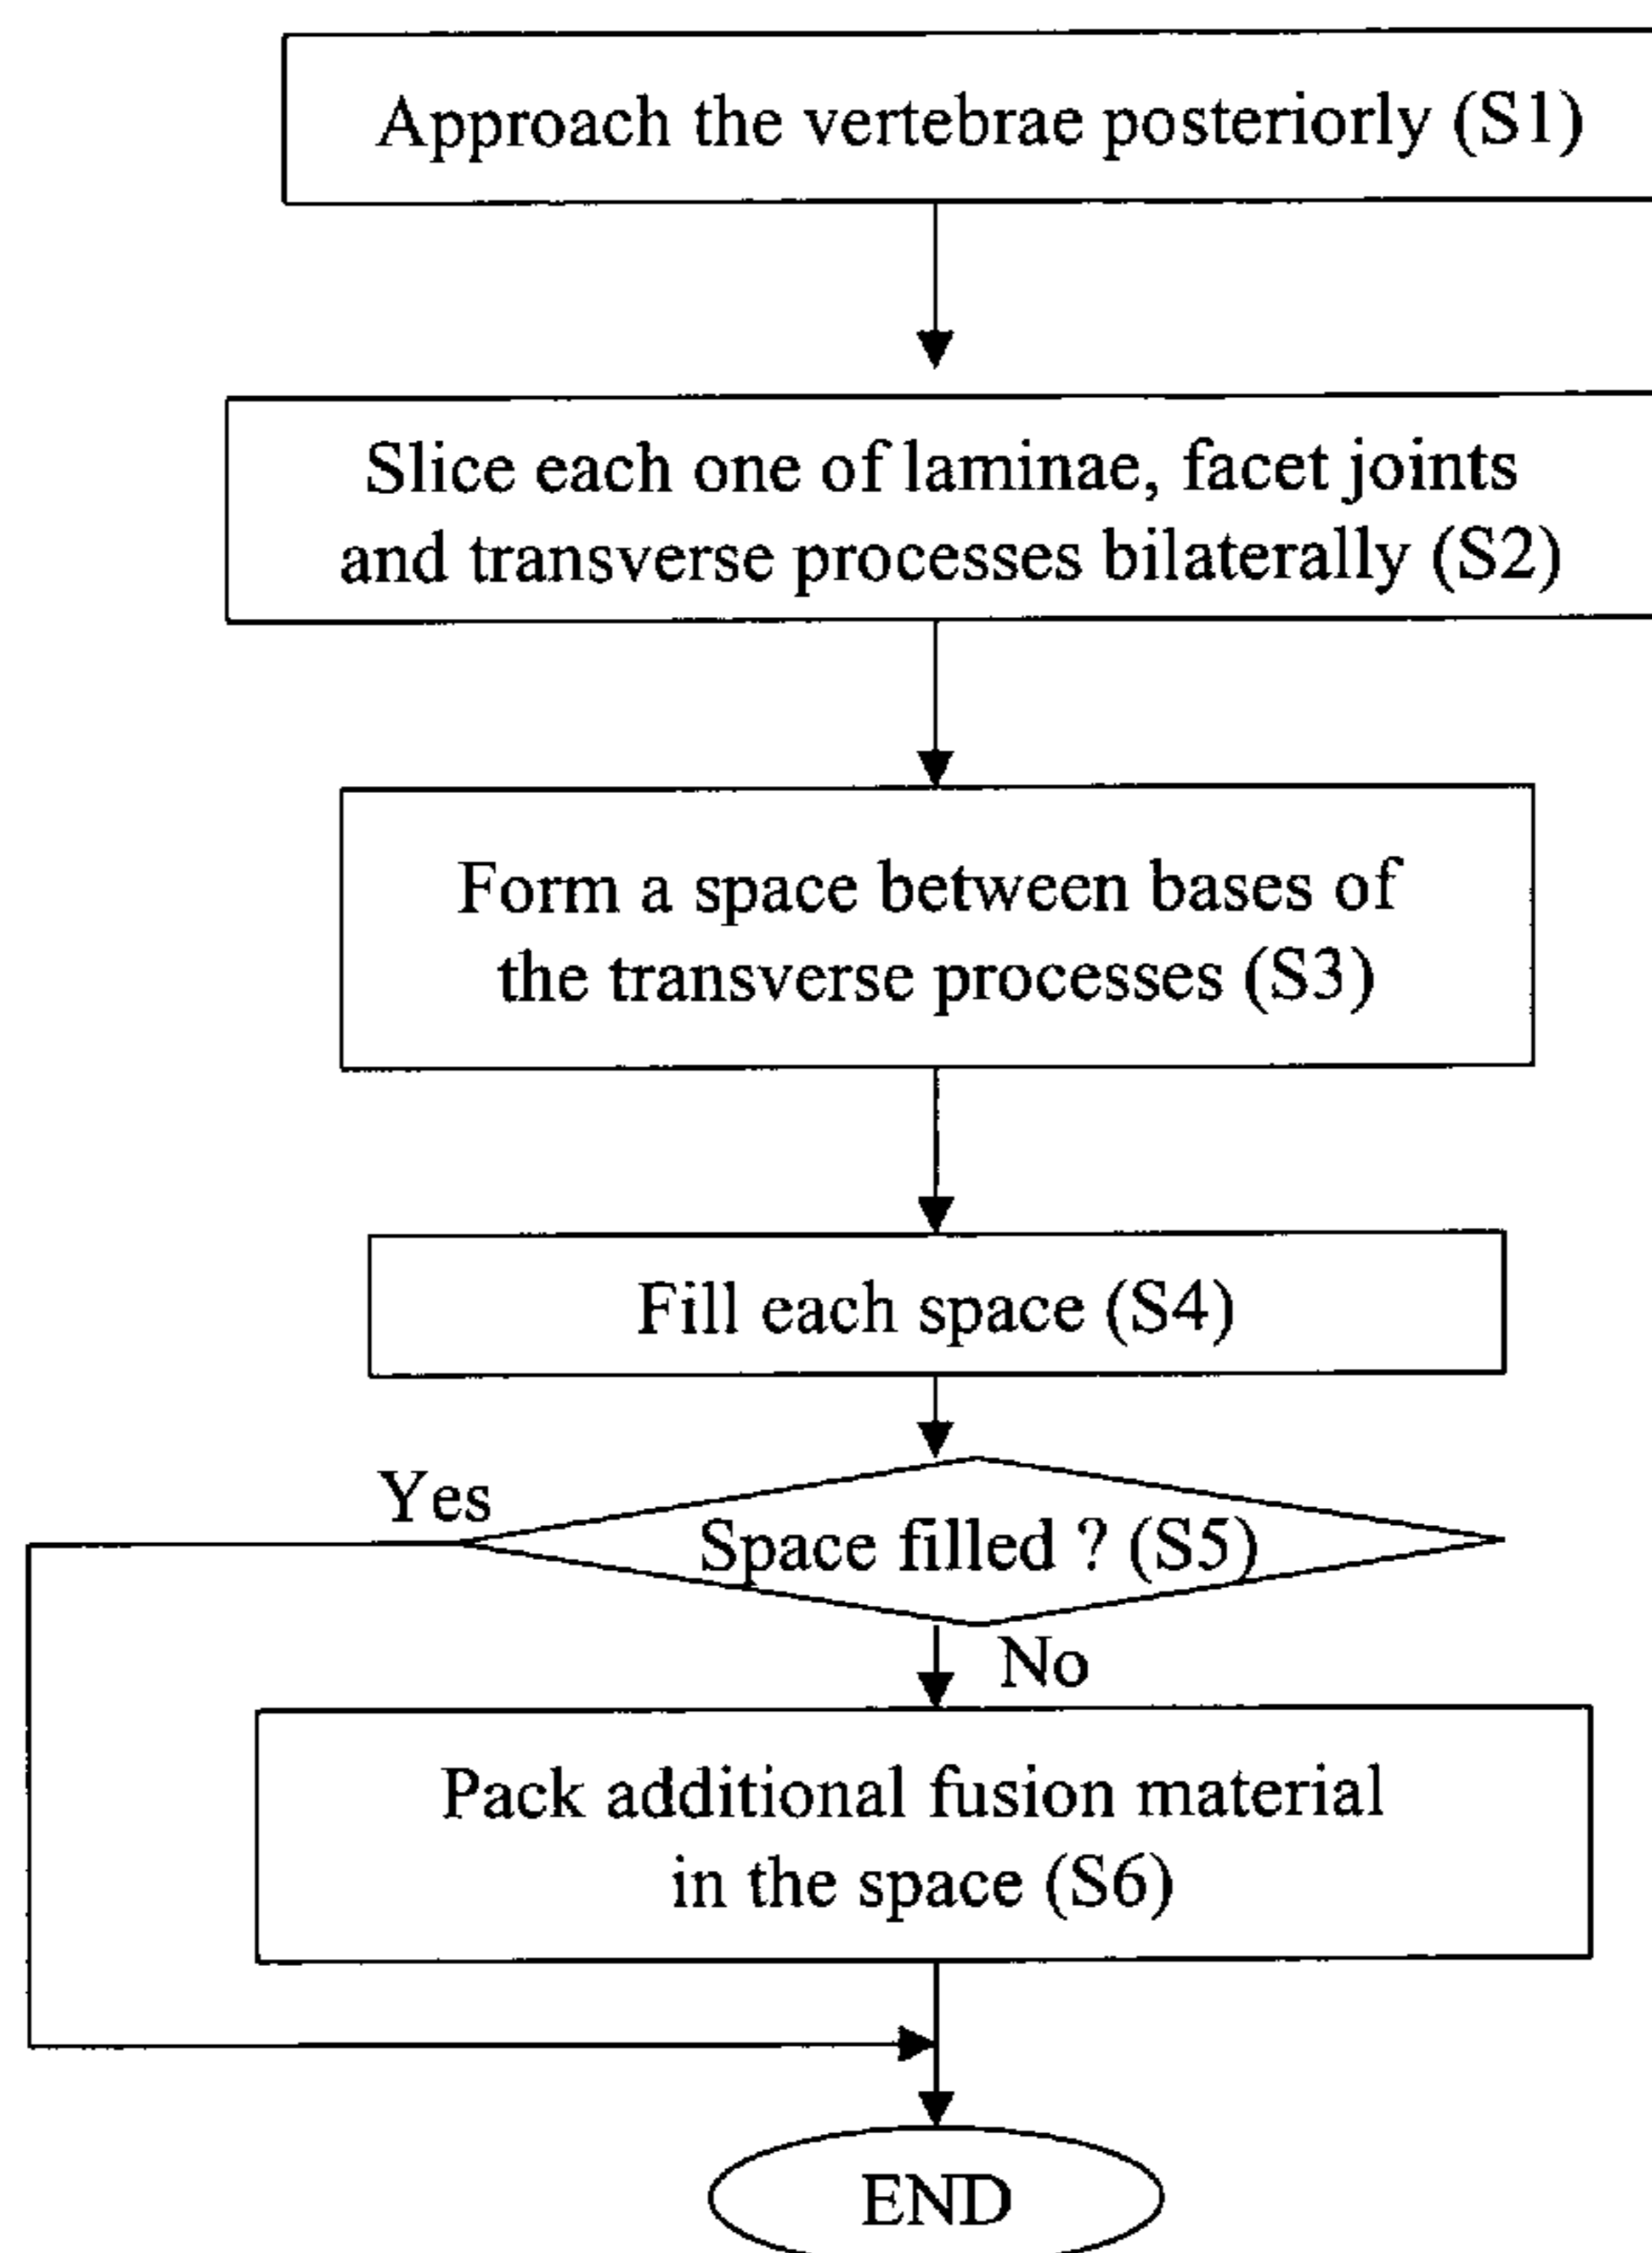 Approach the vertebrae posteriorly (S1)
Slice each one of laminae, facet joints
and transverse processes bilaterally (S2)
Form a space between bases of
the transverse processes (S3)
Fill each space (S4)
Yes
Space filled ? (S5)
No
Pack additional fusion material
in the space (S6)
END